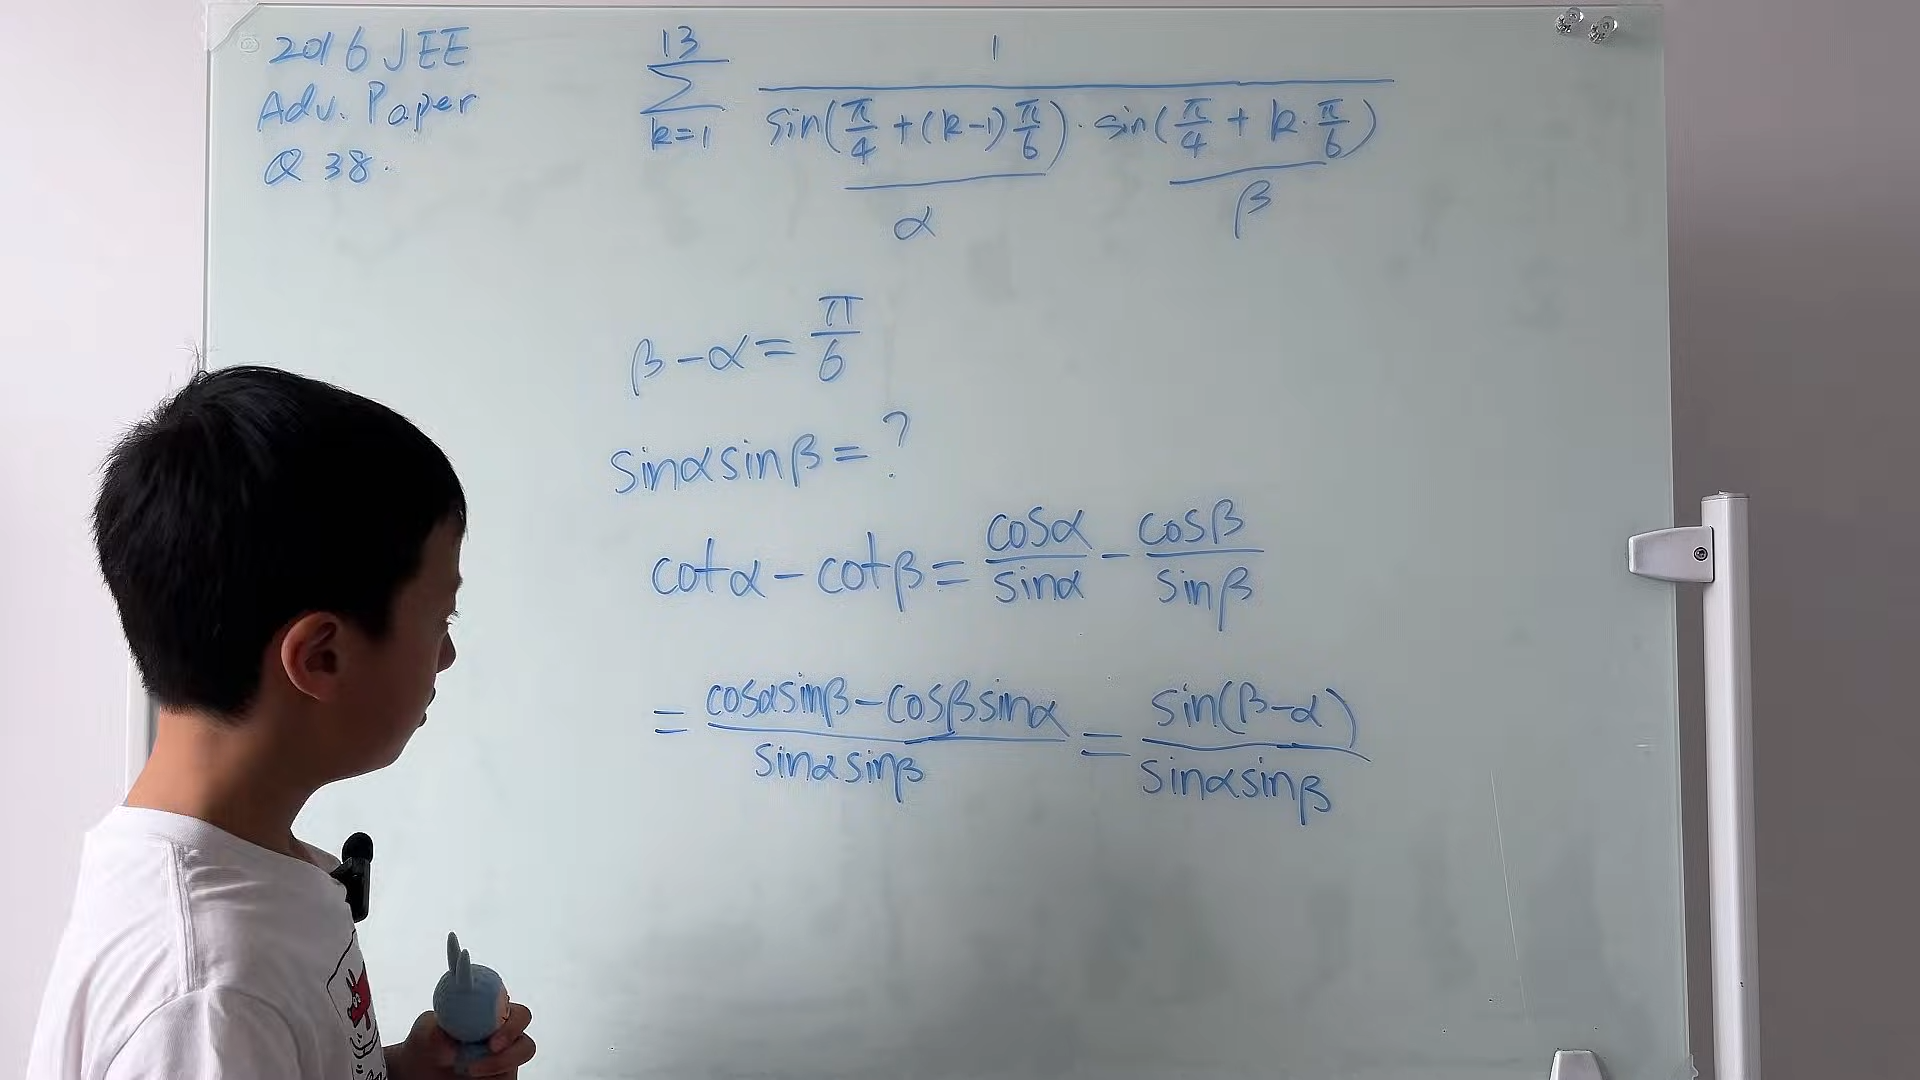 2016 JEE
Adv. Paper
Q 38.
13
∑
k=1
1
sin(π/4 + (k-1)π/6) · sin(π/4 + k·π/6)
α
β
β-α = π/6
sinα sinβ = ?
cotα - cotβ = cosα/sinα - cosβ/sinβ
= (cosα sinβ - cosβ sinα)/(sinα sinβ) = sin(β-α)/(sinα sinβ)